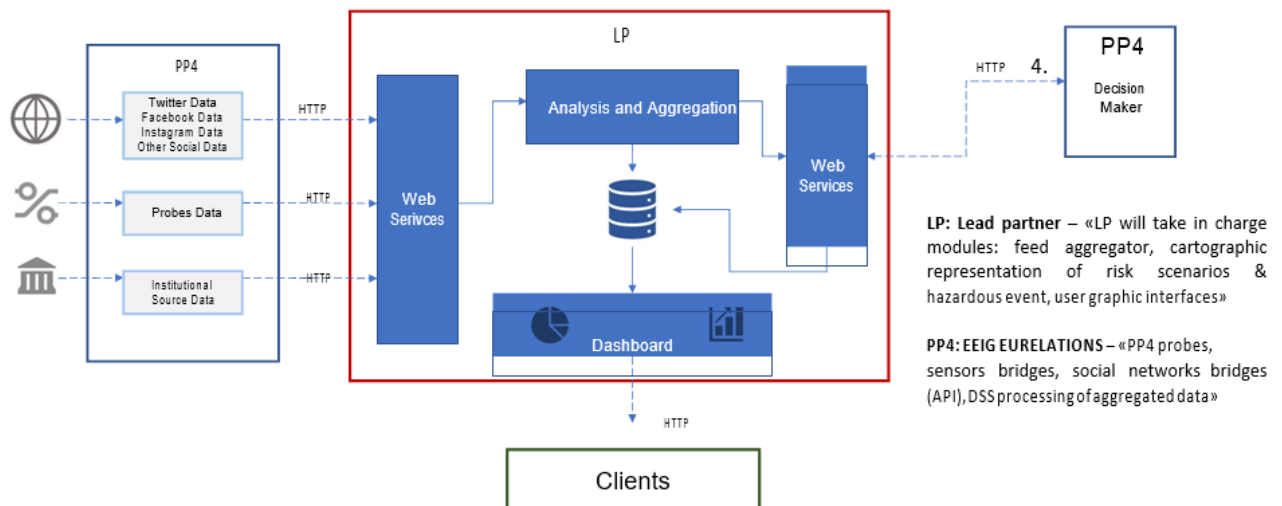 LP
PP4
Twitter Data
Facebook Data
Instagram Data
Other Social Data
HTTP
Probes Data
HTTP
Institutional
Source Data
HTTP
Web
Serivces
Analysis and Aggregation
Web
Services
Dashboard
HTTP
Clients
HTTP 4.
PP4
Decision
Maker
LP: Lead partner – «LP will take in charge
modules: feed aggregator, cartographic
representation of risk scenarios &
hazardous event, user graphic interfaces»
PP4: EEIG EURELATIONS – «PP4 probes,
sensors bridges, social networks bridges
(API), DSS processing of aggregated data»